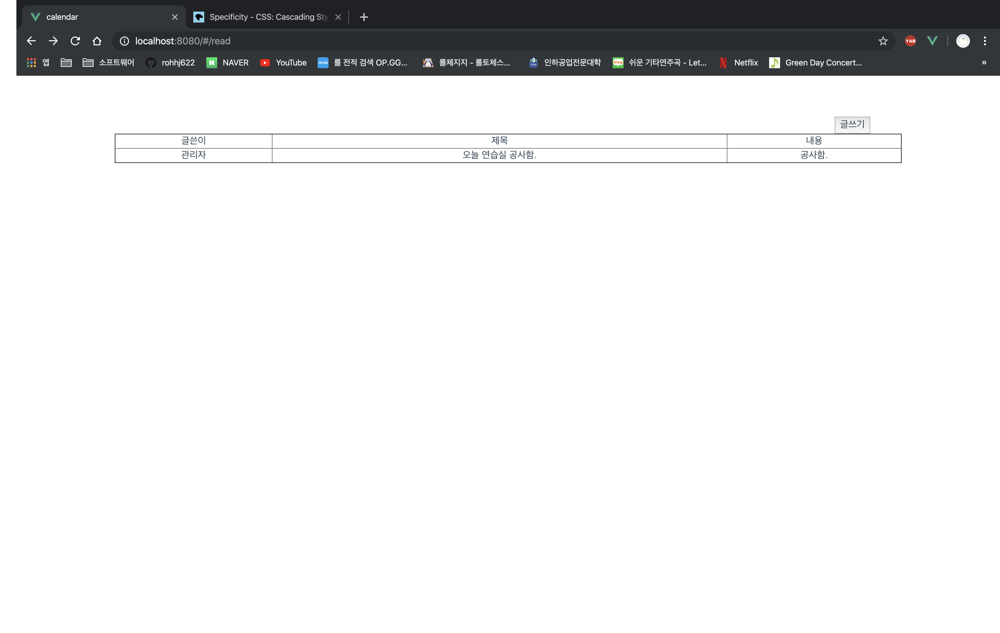 calendar
Specificity - CSS: Cascading Sty
localhost:8080/#/read
YAB
앱
소프트웨어
rohhj622
N
NAVER
YouTube
OP.GG
롤 전적 검색 OP.GG...
롤체지지 - 롤토체스...
1958
인하공업전문대학
blog
쉬운 기타연주곡 - Let...
N
Netflix
Green Day Concert...
»
글쓰기
글쓴이 제목 내용
관리자 오늘 연습실 공사함. 공사함.